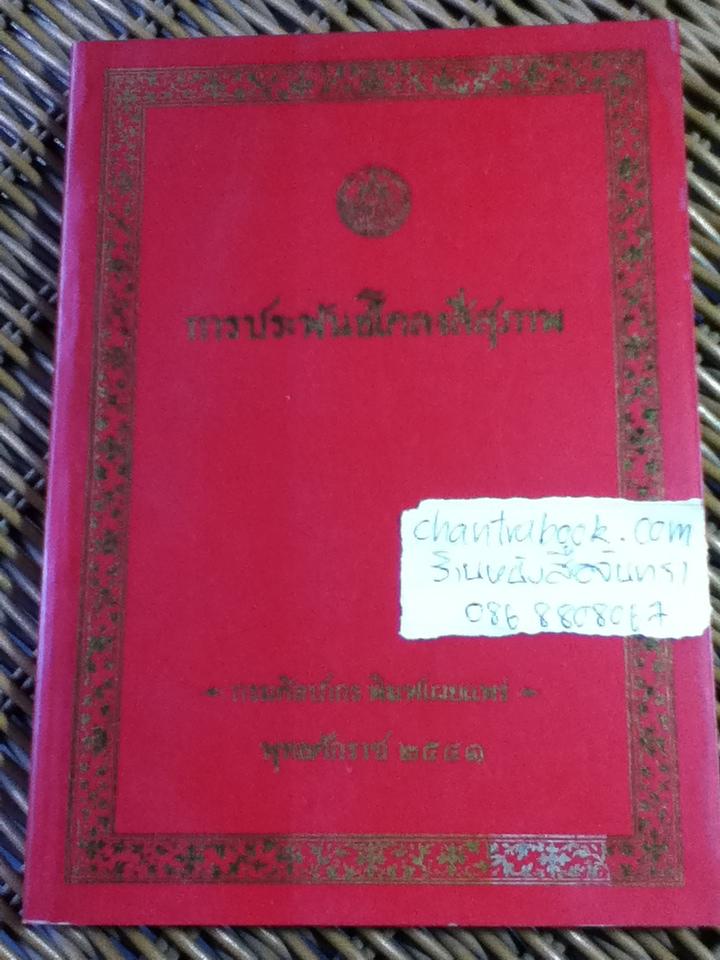 การประพันธ์โคลงสี่สุภาพ
chantrabook.com
ร้านหนังสือจันทรา
086 8808067
กรมศิลปากร พิมพ์เผยแพร่
พุทธศักราช ๒๕๔๑